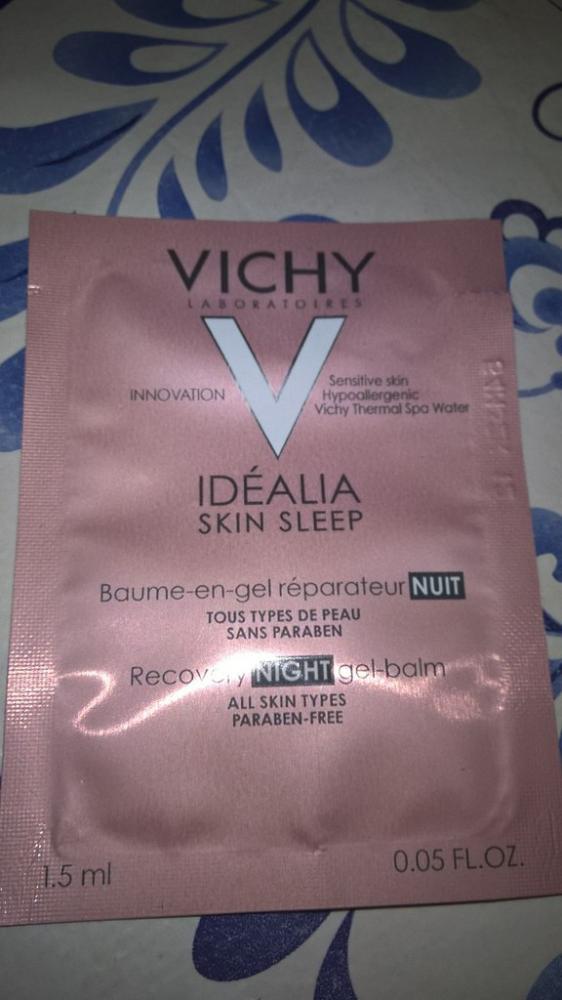 VICHY
LABORATOIRES
INNOVATION
Sensitive skin
Hypoallergenic
Vichy Thermal Spa Water
IDÉALIA
SKIN SLEEP
Baume-en-gel réparateur NUIT
TOUS TYPES DE PEAU
SANS PARABEN
Recovery NIGHT gel-balm
ALL SKIN TYPES
PARABEN-FREE
1.5 ml
0.05 FL.OZ.